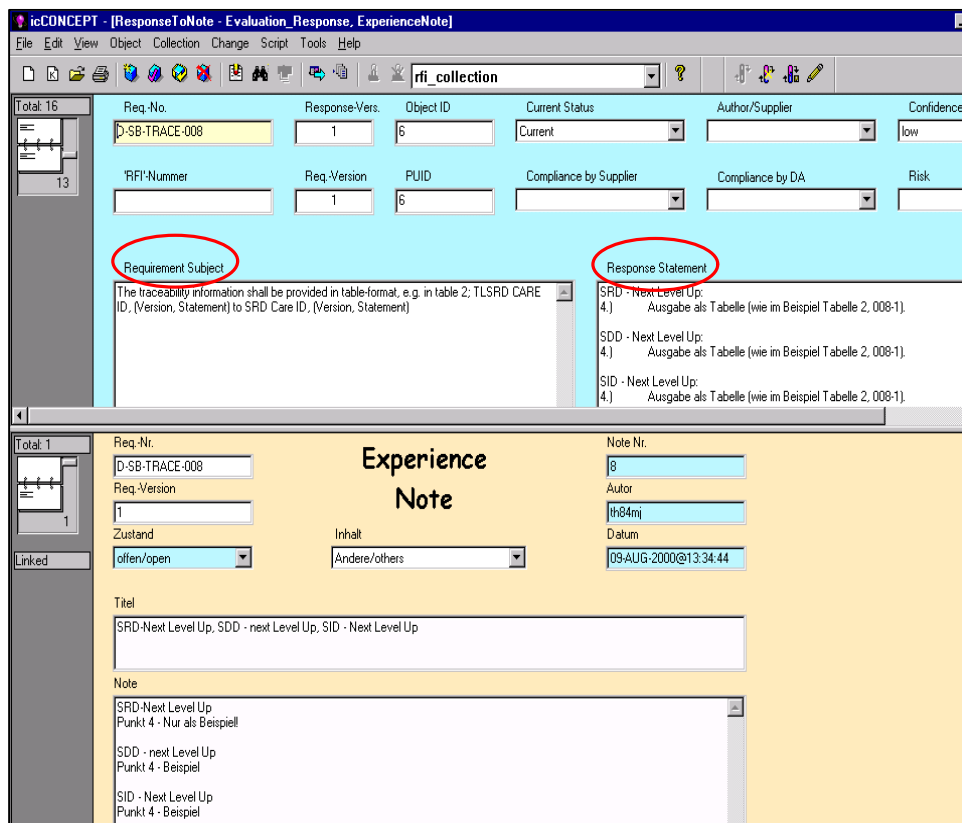 icCONCEPT - [ResponseToNote - Evaluation_Response, ExperienceNote]
File Edit View Object Collection Change Script Tools Help
rfi_collection
Total: 16
13
Req.-No. Response-Vers. Object ID Current Status Author/Supplier Confidence
D-SB-TRACE-008 1 6 Current low
'RFI'-Nummer Req.-Version PUID Compliance by Supplier Compliance by DA Risk
1 6
Requirement Subject
The traceability information shall be provided in table-format, e.g. in table 2; TLSRD CARE
ID, (Version, Statement) to SRD Care ID, (Version, Statement)
Response Statement
SRD - Next Level Up:
4.) Ausgabe als Tabelle (wie im Beispiel Tabelle 2, 008-1).
SDD - Next Level Up:
4.) Ausgabe als Tabelle (wie im Beispiel Tabelle 2, 008-1).
SID - Next Level Up:
4.) Ausgabe als Tabelle (wie im Beispiel Tabelle 2, 008-1).
Total: 1
1
Linked
Req.-Nr.
D-SB-TRACE-008
Req.-Version
1
Zustand
offen/open
Experience
Note
Inhalt
Andere/others
Note Nr.
8
Autor
th84mj
Datum
09-AUG-2000@13:34:44
Titel
SRD-Next Level Up, SDD - next Level Up, SID - Next Level Up
Note
SRD-Next Level Up
Punkt 4 - Nur als Beispiel!
SDD - next Level Up
Punkt 4 - Beispiel
SID - Next Level Up
Punkt 4 - Beispiel